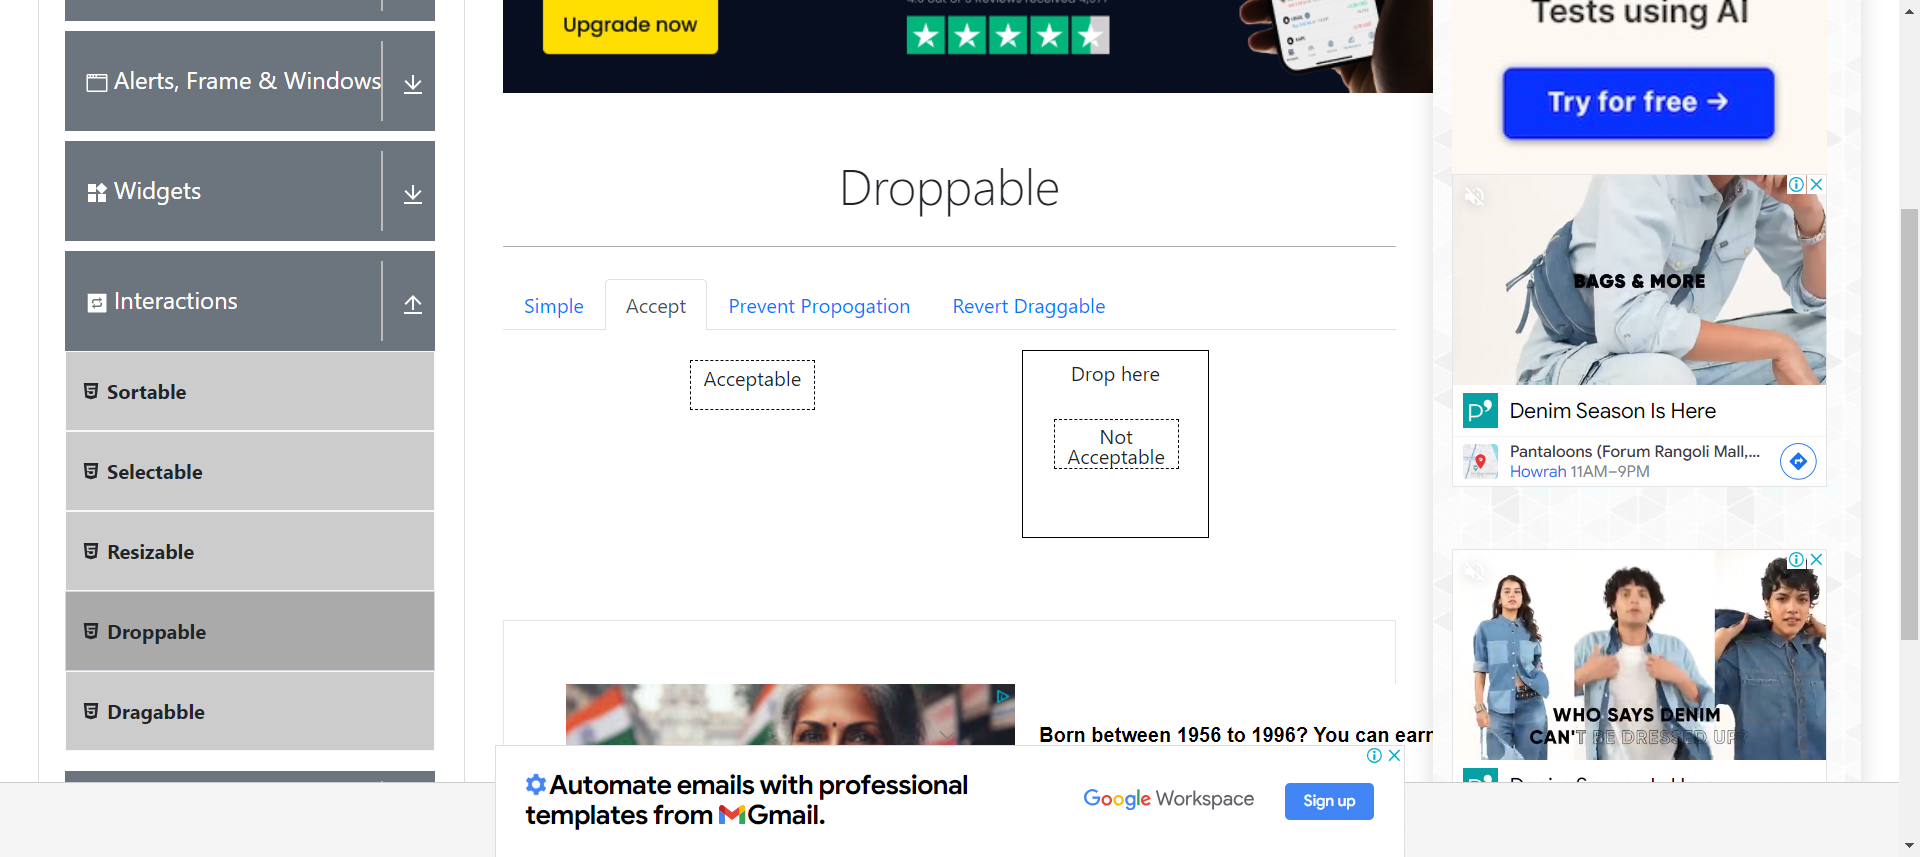 Upgrade now
Tests using AI
Try for free →
Alerts, Frame & Windows
Widgets
Interactions
Sortable
Selectable
Resizable
Droppable
Dragabble
Droppable
Simple
Accept
Prevent Propogation
Revert Draggable
Acceptable
Drop here
Not
Acceptable
BAGS & MORE
Denim Season Is Here
Pantaloons (Forum Rangoli Mall,...
Howrah 11AM–9PM
WHO SAYS DENIM
CAN'T BE DRESSED UP?
Born between 1956 to 1996? You can earn
Automate emails with professional
templates from Gmail.
Google Workspace
Sign up